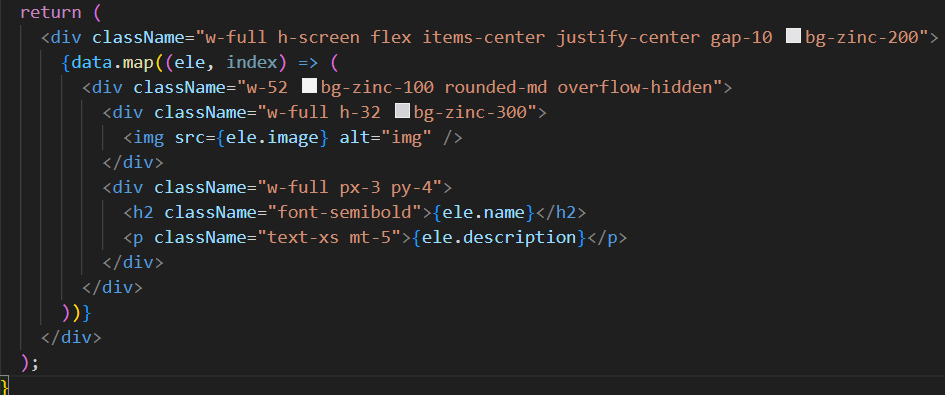 return (
<div className="w-full h-screen flex items-center justify-center gap-10 bg-zinc-200">
{data.map((ele, index) => (
<div className="w-52 bg-zinc-100 rounded-md overflow-hidden">
<div className="w-full h-32 bg-zinc-300">
<img src={ele.image} alt="img" />
</div>
<div className="w-full px-3 py-4">
<h2 className="font-semibold">{ele.name}</h2>
<p className="text-xs mt-5">{ele.description}</p>
</div>
</div>
))}
</div>
);
}